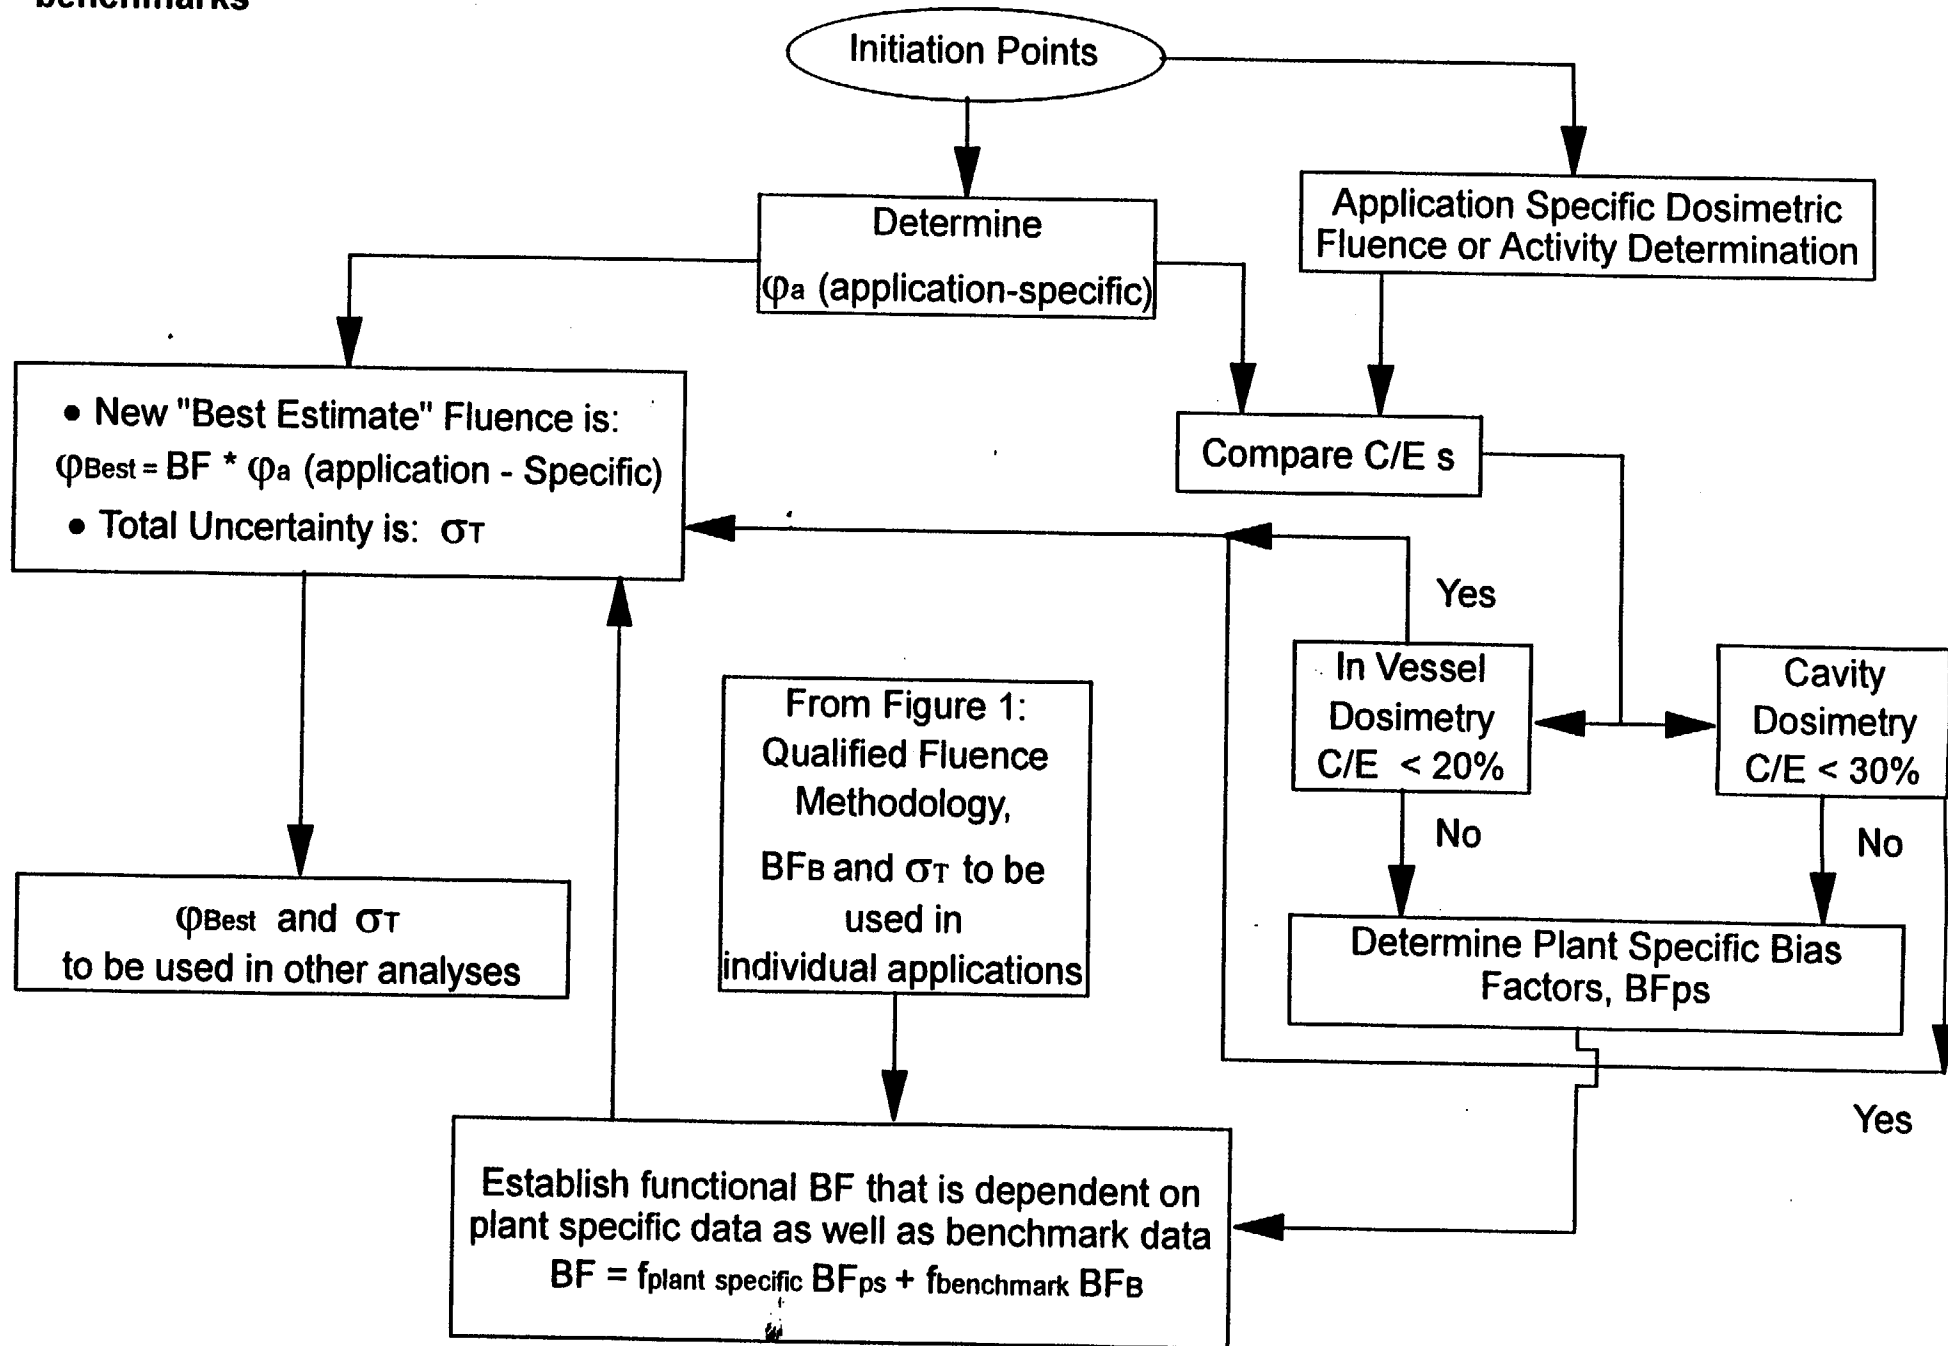 benchmarks
Initiation Points
Determine
φa (application-specific)
Application Specific Dosimetric
Fluence or Activity Determination
• New "Best Estimate" Fluence is:
φBest = BF * φa (application - Specific)
• Total Uncertainty is: σT
Compare C/E s
Yes
In Vessel
Dosimetry
C/E < 20%
Cavity
Dosimetry
C/E < 30%
No
No
From Figure 1:
Qualified Fluence
Methodology,
BFB and σT to be
used in
individual applications
φBest and σT
to be used in other analyses
Determine Plant Specific Bias
Factors, BFps
Yes
Establish functional BF that is dependent on
plant specific data as well as benchmark data
BF = fplant specific BFps + fbenchmark BFB